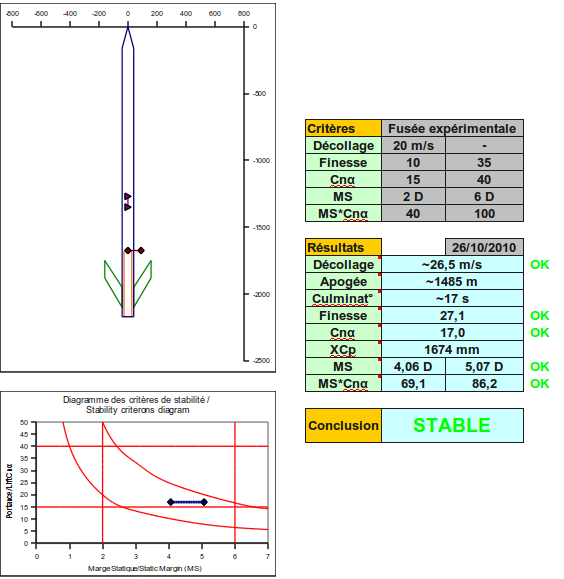 -800 -600 -400 -200 0 200 400 600 800
0
-500
-1000
-1500
-2000
-2500
Critères Fusée expérimentale
Décollage 20 m/s -
Finesse 10 35
Cnα 15 40
MS 2 D 6 D
MS*Cnα 40 100
Résultats 26/10/2010
Décollage ~26,5 m/s OK
Apogée ~1485 m
Culminat° ~17 s
Finesse 27,1 OK
Cnα 17,0 OK
XCp 1674 mm
MS 4,06 D 5,07 D OK
MS*Cnα 69,1 86,2 OK
Conclusion STABLE
Diagramme des critères de stabilité /
Stability criterons diagram
Portance/Lift Cnα
50
45
40
35
30
25
20
15
10
5
0
0 1 2 3 4 5 6 7
Marge Statique/Static Margin (MS)